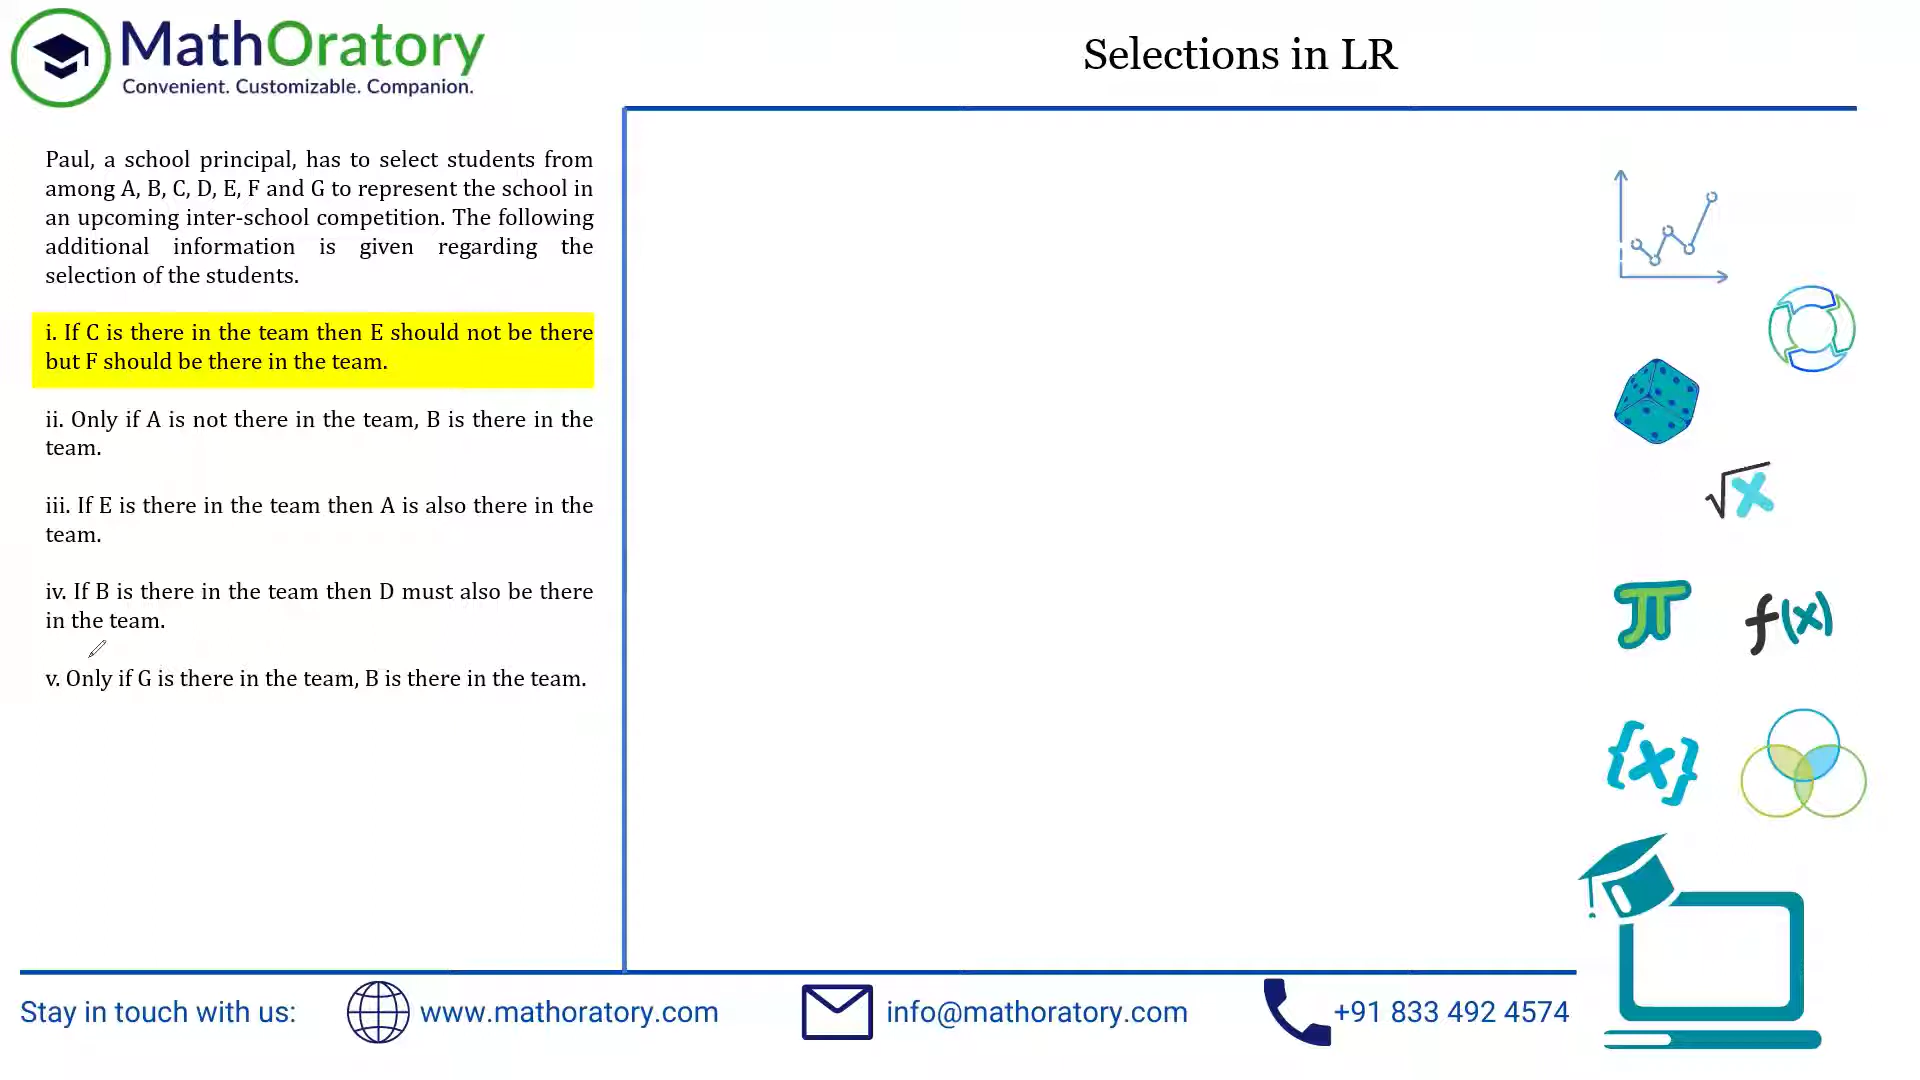 MathOratory
Convenient. Customizable. Companion.
Selections in LR
Paul, a school principal, has to select students from
among A, B, C, D, E, F and G to represent the school in
an upcoming inter-school competition. The following
additional information is given regarding the
selection of the students.
i. If C is there in the team then E should not be there
but F should be there in the team.
ii. Only if A is not there in the team, B is there in the
team.
iii. If E is there in the team then A is also there in the
team.
iv. If B is there in the team then D must also be there
in the team.
v. Only if G is there in the team, B is there in the team.
√x
π
f(x)
{x}
Stay in touch with us:
www.mathoratory.com
info@mathoratory.com
+91 833 492 4574